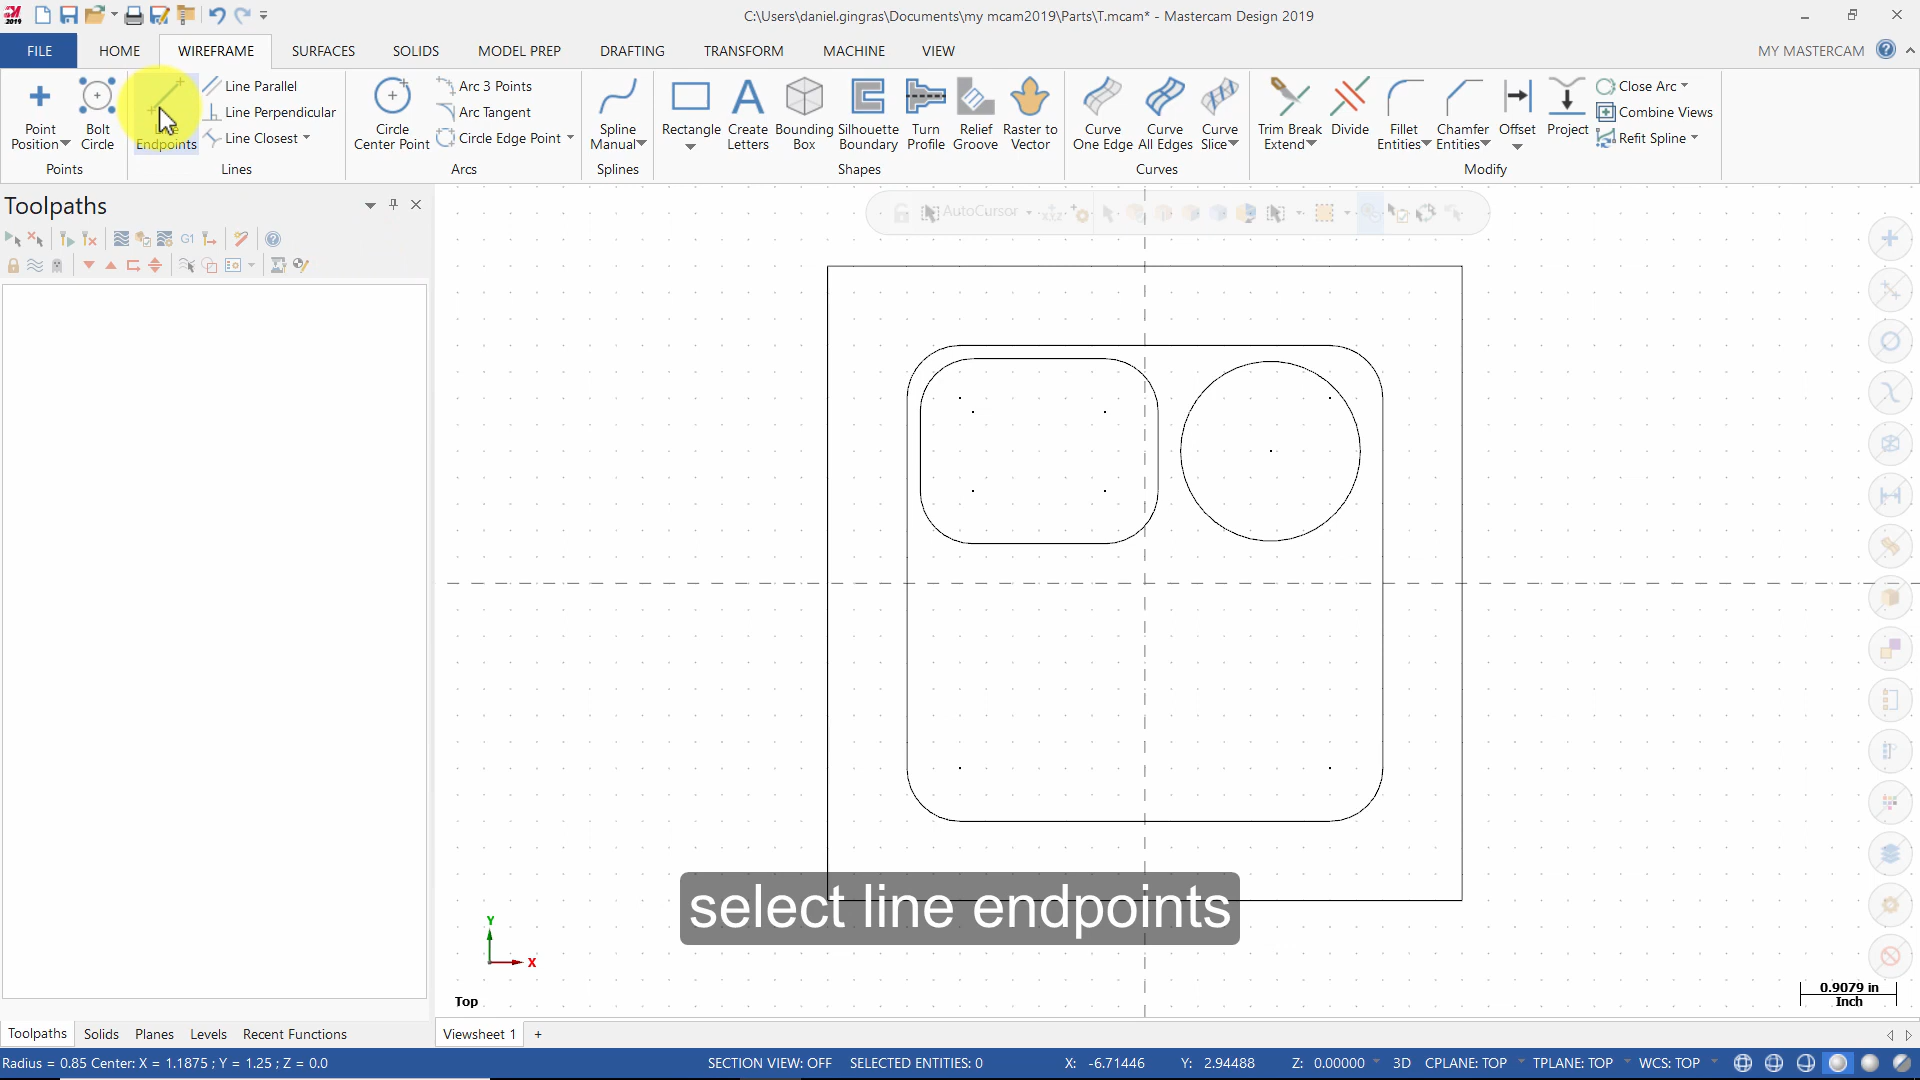 2019
C:\Users\daniel.gingras\Documents\my mcam2019\Parts\T.mcam* - Mastercam Design 2019
FILE HOME WIREFRAME SURFACES SOLIDS MODEL PREP DRAFTING TRANSFORM MACHINE VIEW MY MASTERCAM
Point Position
Bolt Circle
Points
Line Endpoints
Line Parallel
Line Perpendicular
Line Closest
Lines
Circle Center Point
Arc 3 Points
Arc Tangent
Circle Edge Point
Arcs
Spline Manual
Splines
Rectangle
Create Letters
Bounding Box
Silhouette Boundary
Turn Profile
Relief Groove
Raster to Vector
Shapes
Curve One Edge
Curve All Edges
Curve Slice
Curves
Trim Break Extend
Divide
Fillet Entities
Chamfer Entities
Offset
Project
Close Arc
Combine Views
Refit Spline
Modify
Toolpaths
G1
AutoCursor
select line endpoints
Y
X
Top
0.9079 in
Inch
Toolpaths Solids Planes Levels Recent Functions
Viewsheet 1 +
Radius = 0.85 Center: X = 1.1875 ; Y = 1.25 ; Z = 0.0
SECTION VIEW: OFF SELECTED ENTITIES: 0 X: -6.71446 Y: 2.94488 Z: 0.00000 3D CPLANE: TOP TPLANE: TOP WCS: TOP